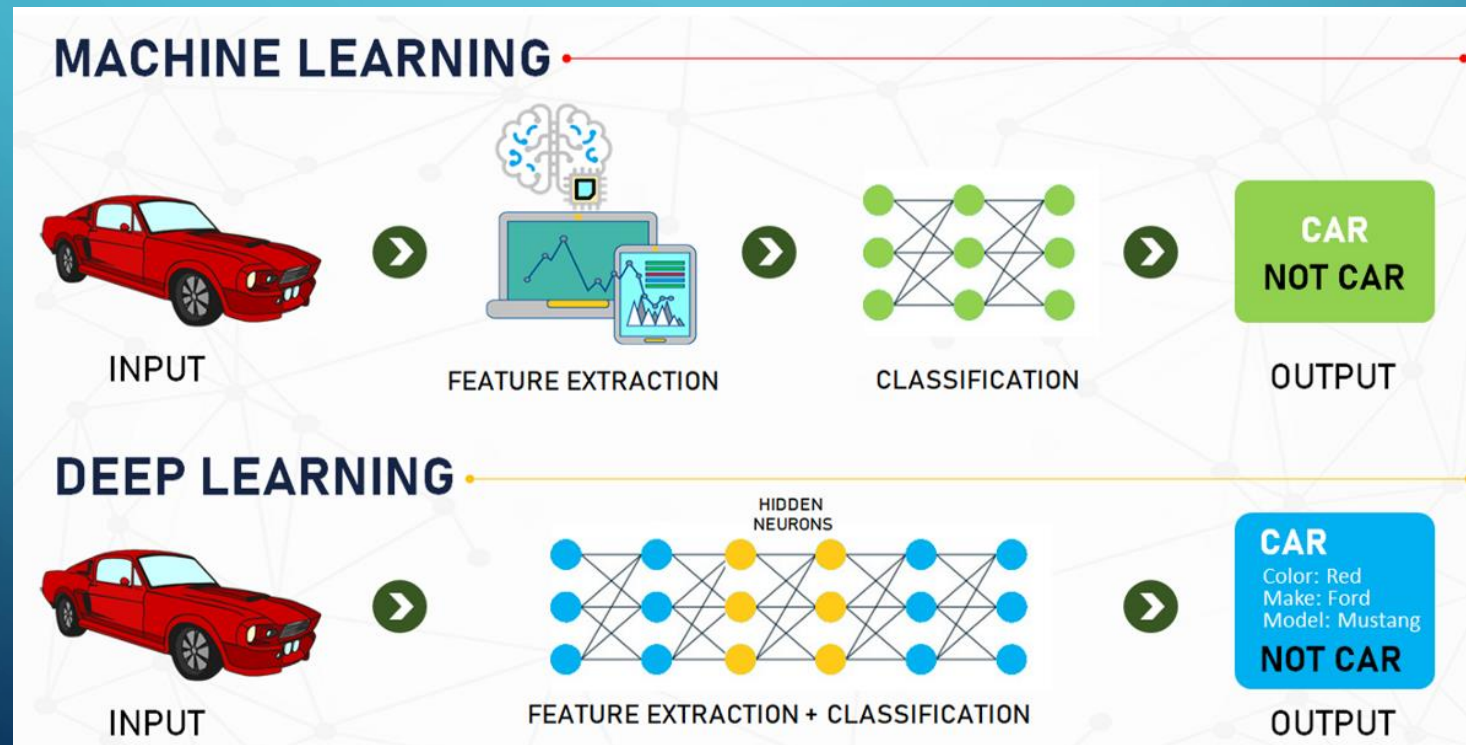 MACHINE LEARNING
INPUT
FEATURE EXTRACTION
CLASSIFICATION
CAR
NOT CAR
OUTPUT
DEEP LEARNING
HIDDEN
NEURONS
INPUT
FEATURE EXTRACTION + CLASSIFICATION
CAR
Color: Red
Make: Ford
Model: Mustang
NOT CAR
OUTPUT